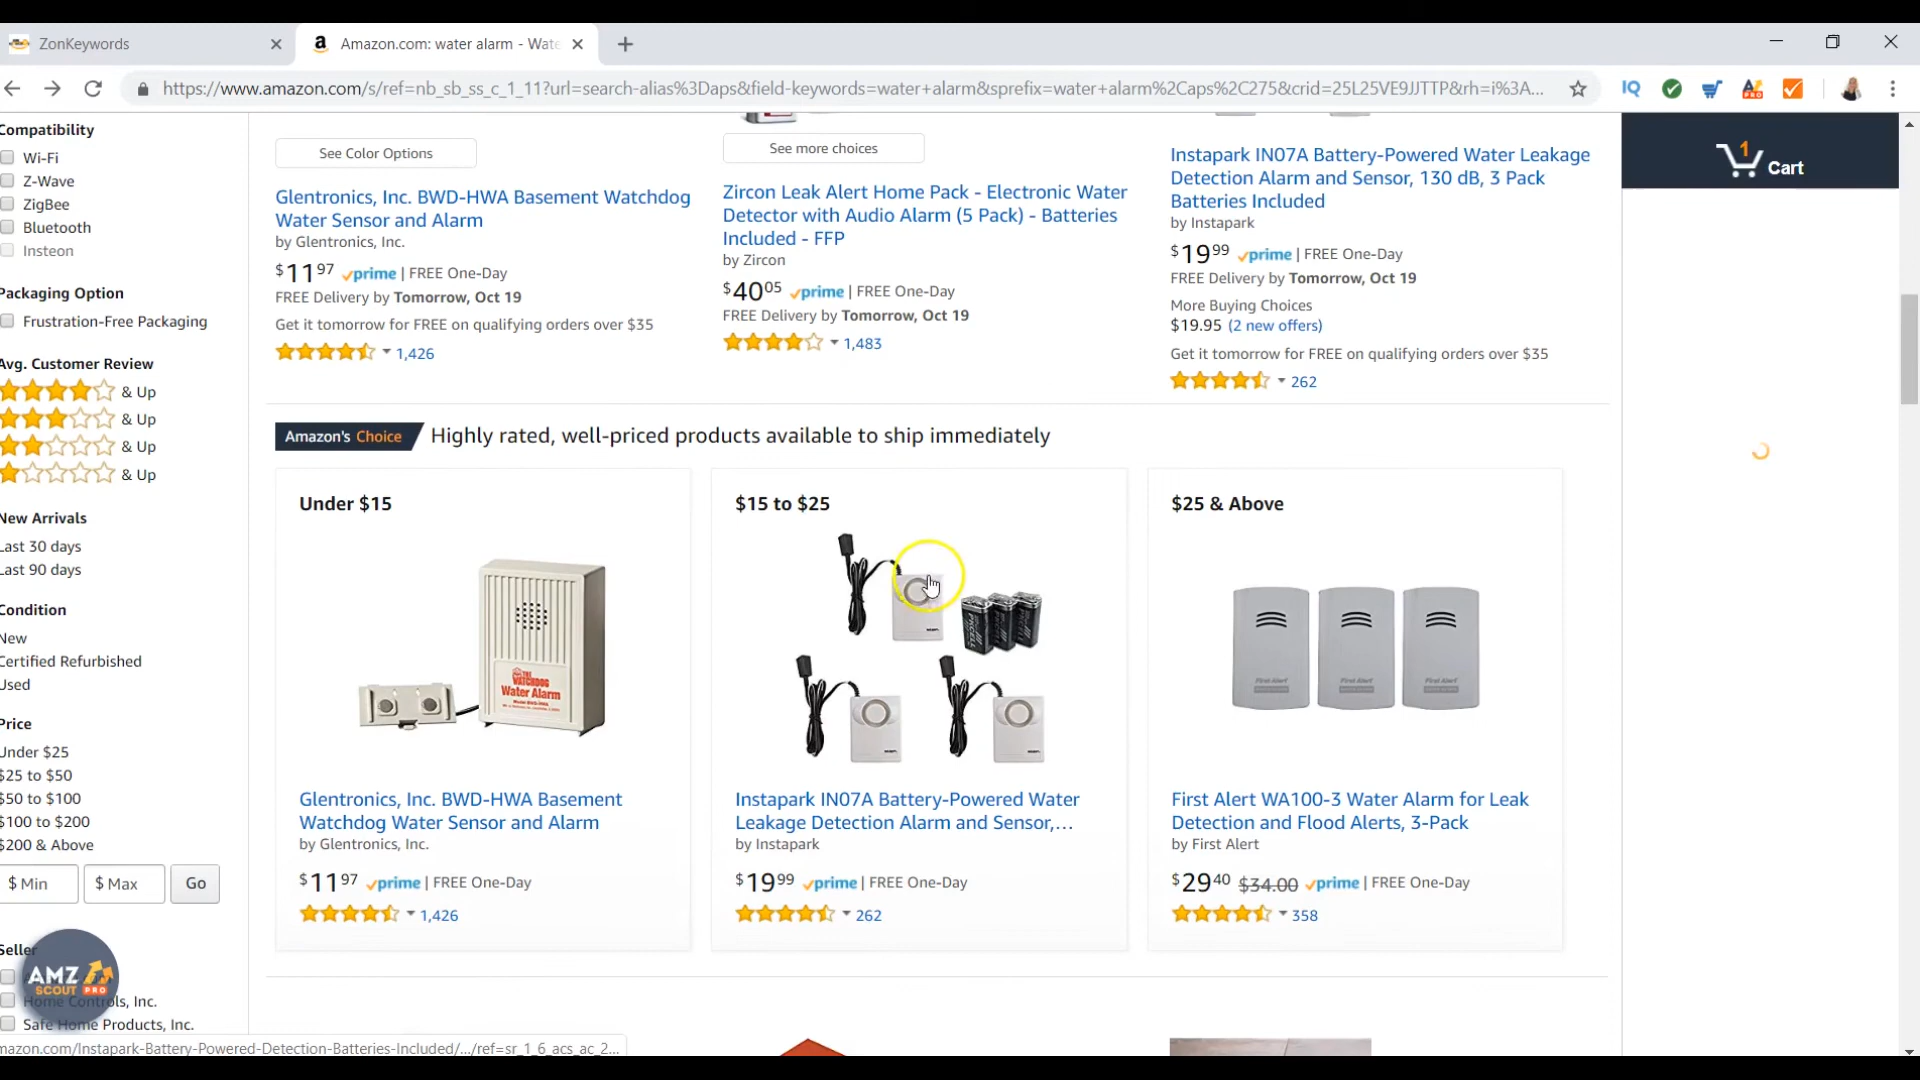 ZonKeywords
Amazon.com: water alarm - Wate
https://www.amazon.com/s/ref=nb_sb_ss_c_1_11?url=search-alias%3Daps&field-keywords=water+alarm&sprefix=water+alarm%2Caps%2C275&crid=25L25VE9JJTTP&rh=i%3A...
IQ
Compatibility
Wi-Fi
Z-Wave
ZigBee
Bluetooth
Insteon
Packaging Option
Frustration-Free Packaging
Avg. Customer Review
& Up
& Up
& Up
& Up
New Arrivals
Last 30 days
Last 90 days
Condition
New
Certified Refurbished
Used
Price
Under $25
$25 to $50
$50 to $100
$100 to $200
$200 & Above
$ Min $ Max Go
Seller
AMZ
SCOUT PRO
Home Controls, Inc.
Safe Home Products, Inc.
See Color Options
Glentronics, Inc. BWD-HWA Basement Watchdog
Water Sensor and Alarm
by Glentronics, Inc.
$11.97 prime | FREE One-Day
FREE Delivery by Tomorrow, Oct 19
Get it tomorrow for FREE on qualifying orders over $35
1,426
See more choices
Zircon Leak Alert Home Pack - Electronic Water
Detector with Audio Alarm (5 Pack) - Batteries
Included - FFP
by Zircon
$40.05 prime | FREE One-Day
FREE Delivery by Tomorrow, Oct 19
1,483
Instapark IN07A Battery-Powered Water Leakage
Detection Alarm and Sensor, 130 dB, 3 Pack
Batteries Included
by Instapark
$19.99 prime | FREE One-Day
FREE Delivery by Tomorrow, Oct 19
More Buying Choices
$19.95 (2 new offers)
Get it tomorrow for FREE on qualifying orders over $35
262
1 Cart
Amazon's Choice Highly rated, well-priced products available to ship immediately
Under $15
THE
WATCHDOG
Water Alarm
Glentronics, Inc. BWD-HWA Basement
Watchdog Water Sensor and Alarm
by Glentronics, Inc.
$11.97 prime | FREE One-Day
1,426
$15 to $25
Instapark IN07A Battery-Powered Water
Leakage Detection Alarm and Sensor,...
by Instapark
$19.99 prime | FREE One-Day
262
$25 & Above
First Alert First Alert First Alert
First Alert WA100-3 Water Alarm for Leak
Detection and Flood Alerts, 3-Pack
by First Alert
$29.40 $34.00 prime | FREE One-Day
358
mazon.com/Instapark-Battery-Powered-Detection-Batteries-Included/.../ref=sr_1_6_acs_ac_2...